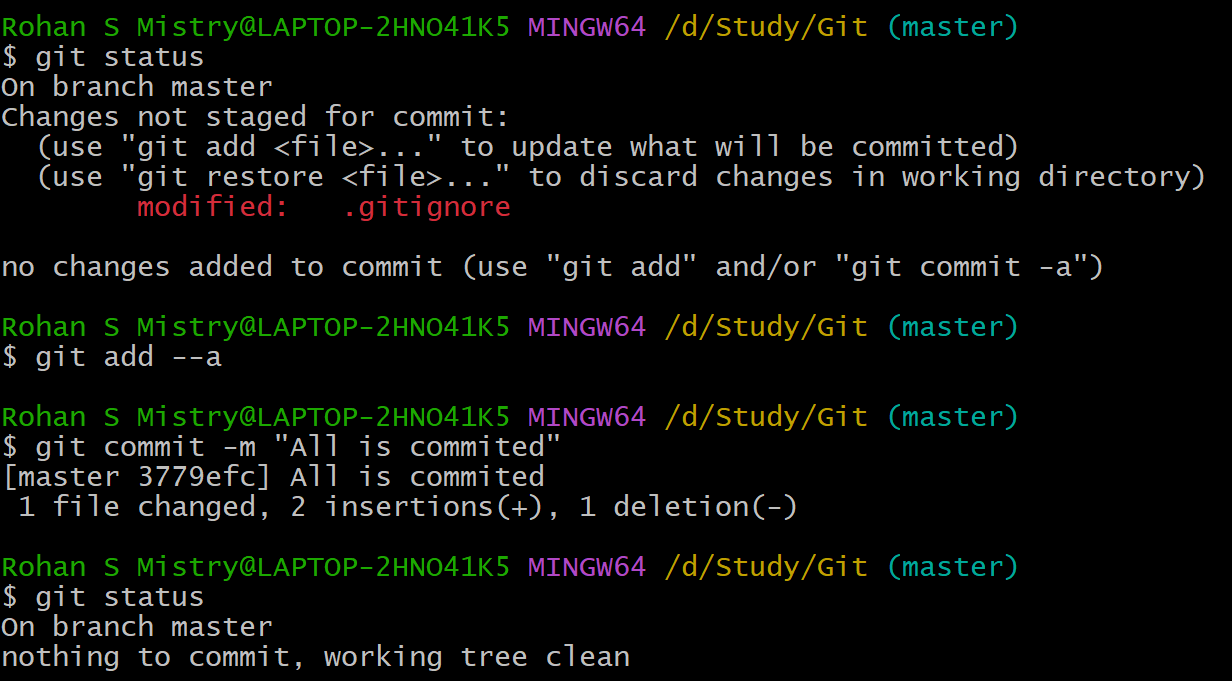 Rohan S Mistry@LAPTOP-2HNO41K5 MINGW64 /d/Study/Git (master)
$ git status
On branch master
Changes not staged for commit:
  (use "git add <file>..." to update what will be committed)
  (use "git restore <file>..." to discard changes in working directory)
        modified:   .gitignore

no changes added to commit (use "git add" and/or "git commit -a")

Rohan S Mistry@LAPTOP-2HNO41K5 MINGW64 /d/Study/Git (master)
$ git add --a

Rohan S Mistry@LAPTOP-2HNO41K5 MINGW64 /d/Study/Git (master)
$ git commit -m "All is commited"
[master 3779efc] All is commited
 1 file changed, 2 insertions(+), 1 deletion(-)

Rohan S Mistry@LAPTOP-2HNO41K5 MINGW64 /d/Study/Git (master)
$ git status
On branch master
nothing to commit, working tree clean